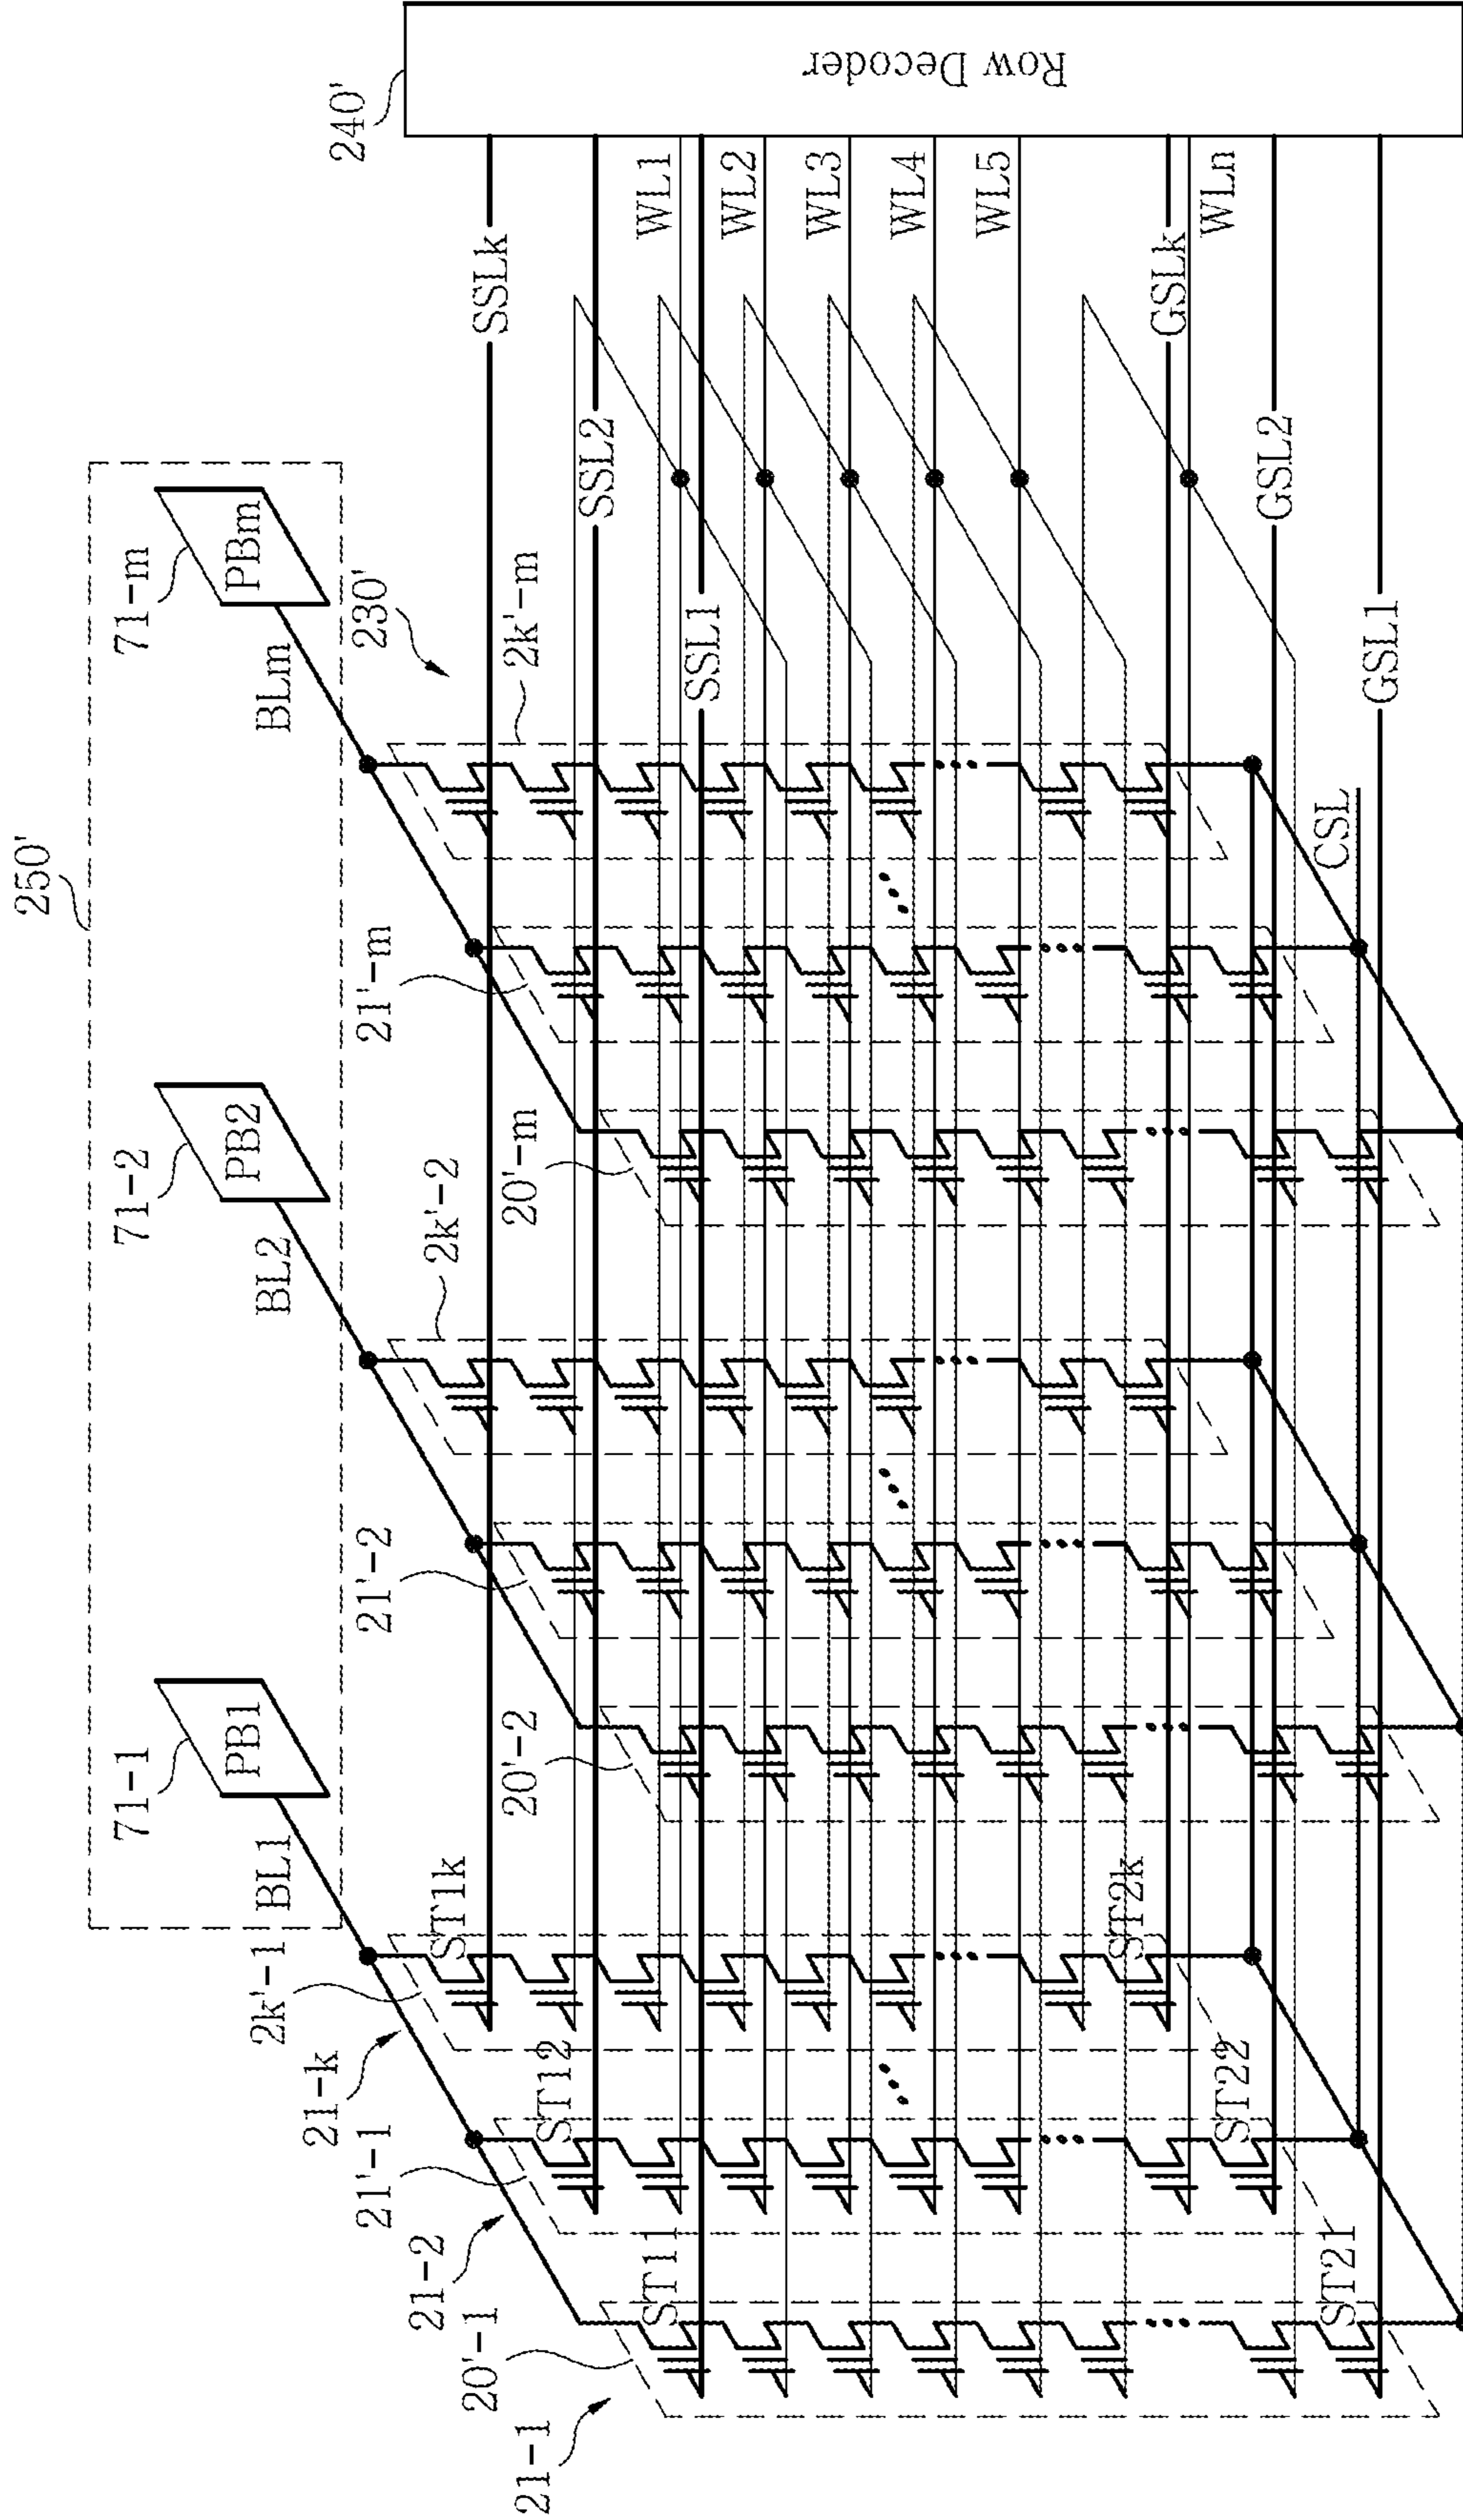 250'
71-1
71-2
71-m
PB1
PB2
PBm
BL1
BL2
BLm
240'
Row Decoder
230'
2k'-1
2k'-2
2k'-m
21-k
21'-1
21'-2
21'-m
21-2
20'-1
20'-2
20'-m
21-1
ST1k
ST12
ST11
SSLk
SSL2
SSL1
WL1
WL2
WL3
WL4
WL5
WLn
ST2k
ST22
ST21
GSLk
GSL2
GSL1
CSL